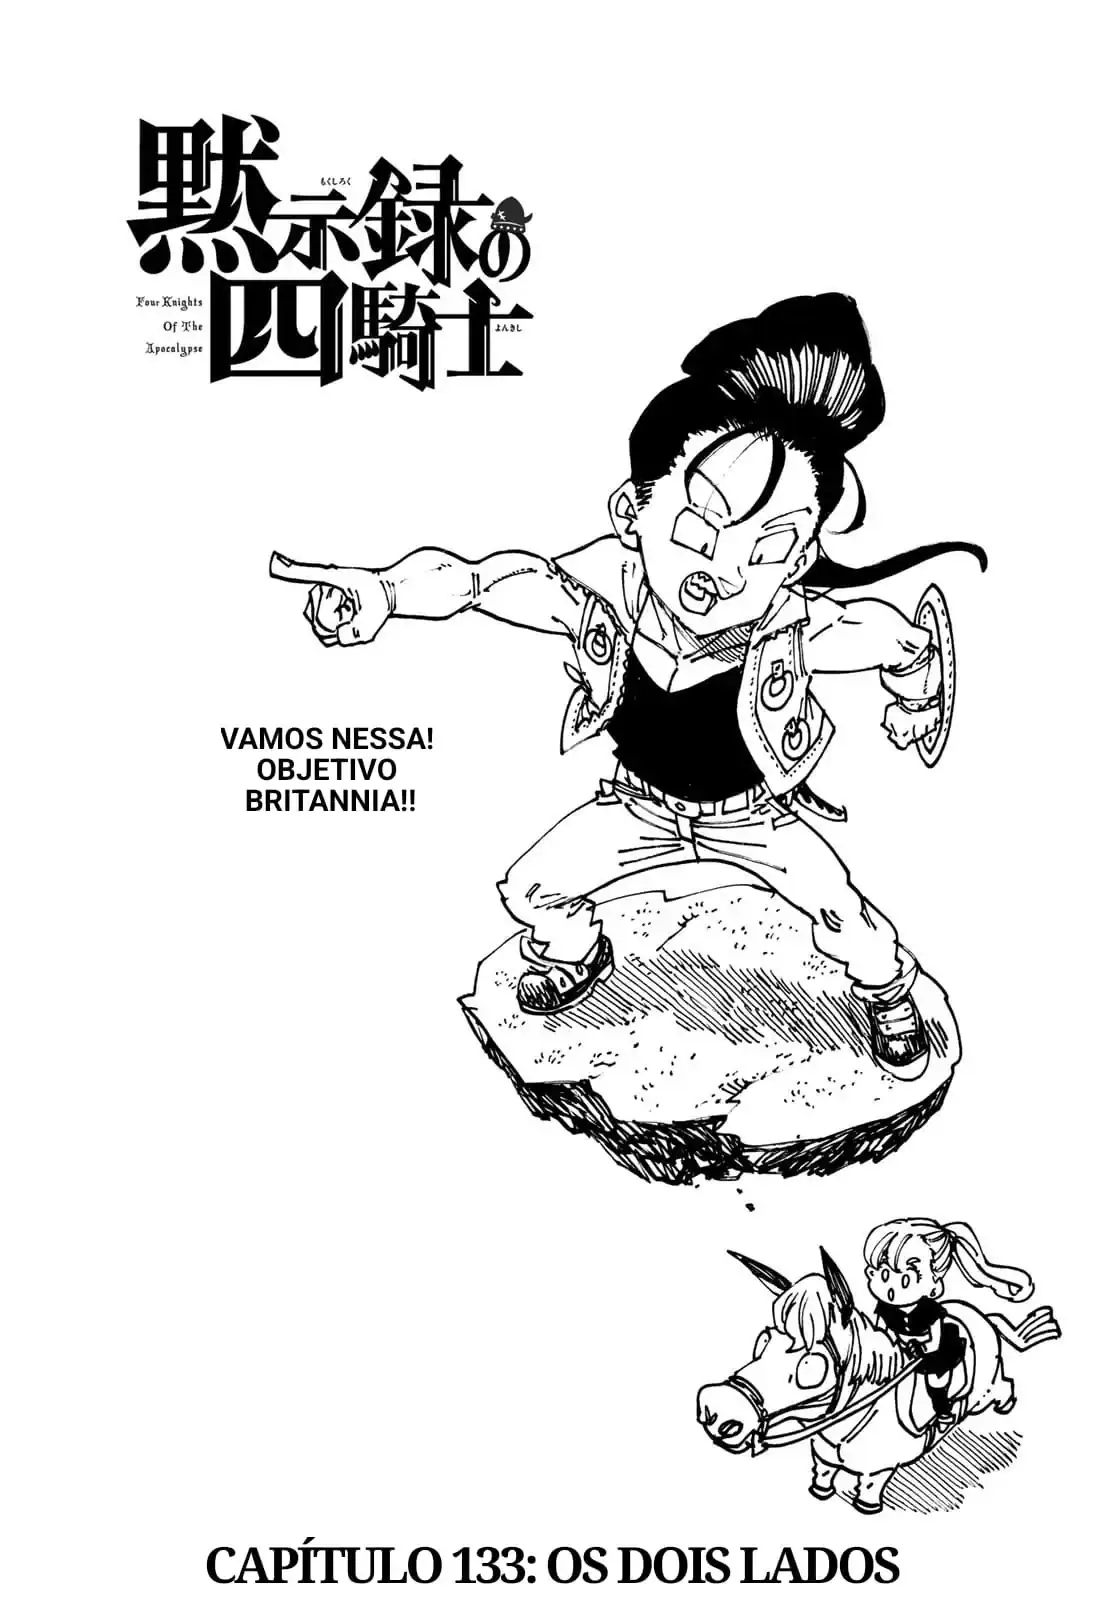 黙示録の
もくしろく
四騎士
よんきし
Four Knights
Of The
Apocalypse
VAMOS NESSA!
OBJETIVO
BRITANNIA!!
CAPÍTULO 133: OS DOIS LADOS